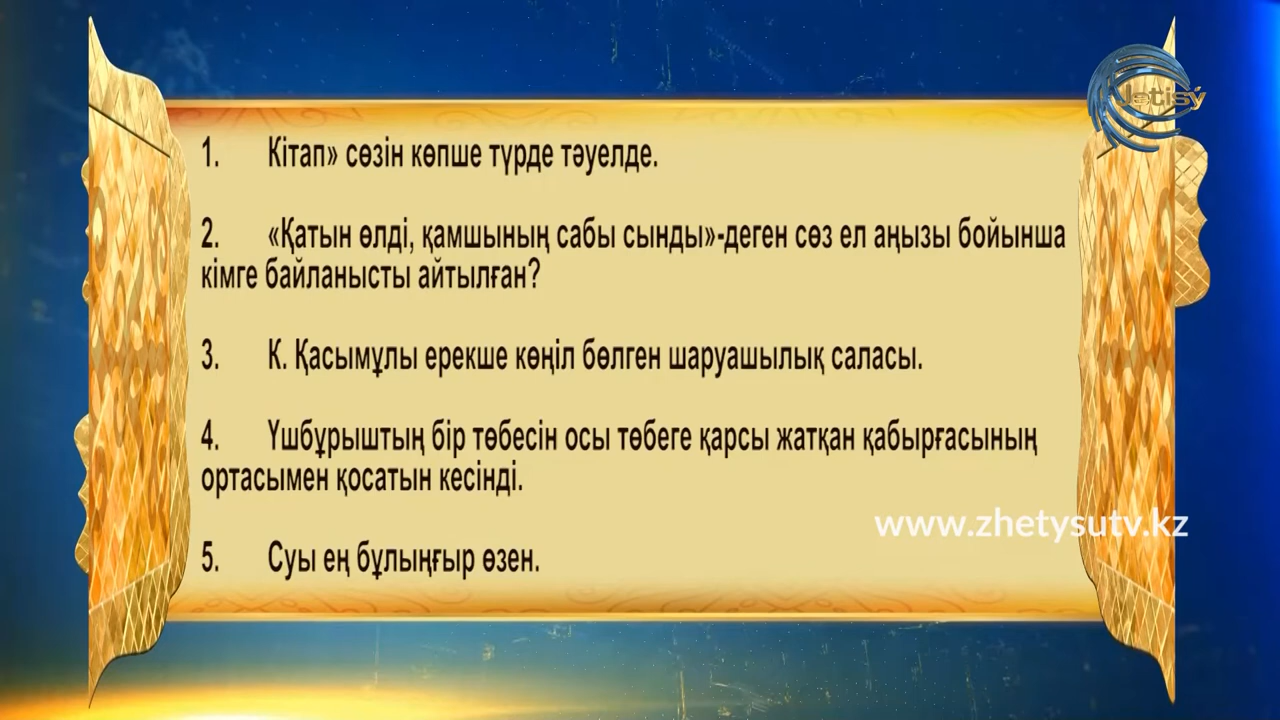 Jetisý
1. Кітап» сөзін көпше түрде тәуелде.
2. «Қатын өлді, қамшының сабы сынды»-деген сөз ел аңызы бойынша
кімге байланысты айтылған?
3. К. Қасымұлы ерекше көңіл бөлген шаруашылық саласы.
4. Үшбұрыштың бір төбесін осы төбеге қарсы жатқан қабырғасының
ортасымен қосатын кесінді.
www.zhetysutv.kz
5. Суы ең бұлыңғыр өзен.